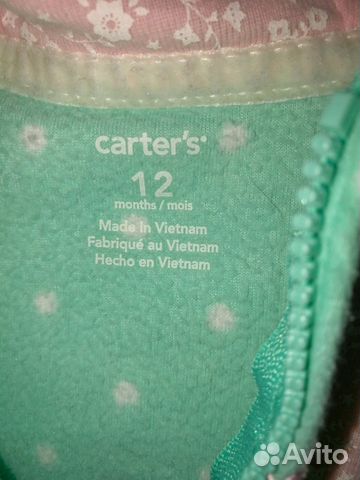 carter's
12
months / mois
Made In Vietnam
Fabriqué au Vietnam
Hecho en Vietnam
Avito